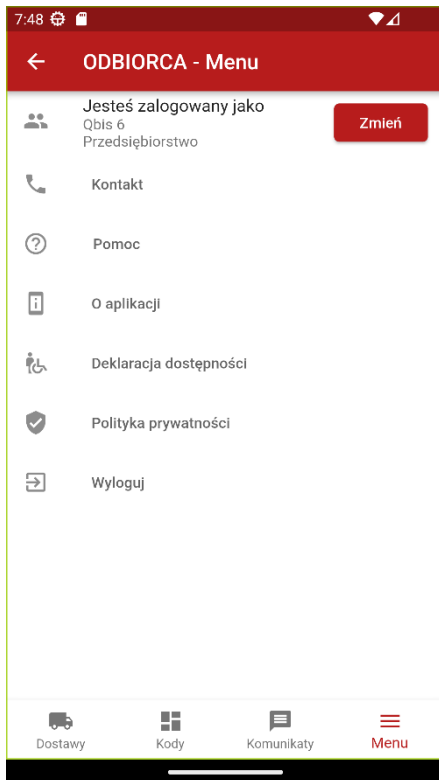 7:48
ODBIORCA - Menu
Jesteś zalogowany jako
Qbis 6
Przedsiębiorstwo
Zmień
Kontakt
Pomoc
O aplikacji
Deklaracja dostępności
Polityka prywatności
Wyloguj
Dostawy Kody Komunikaty Menu